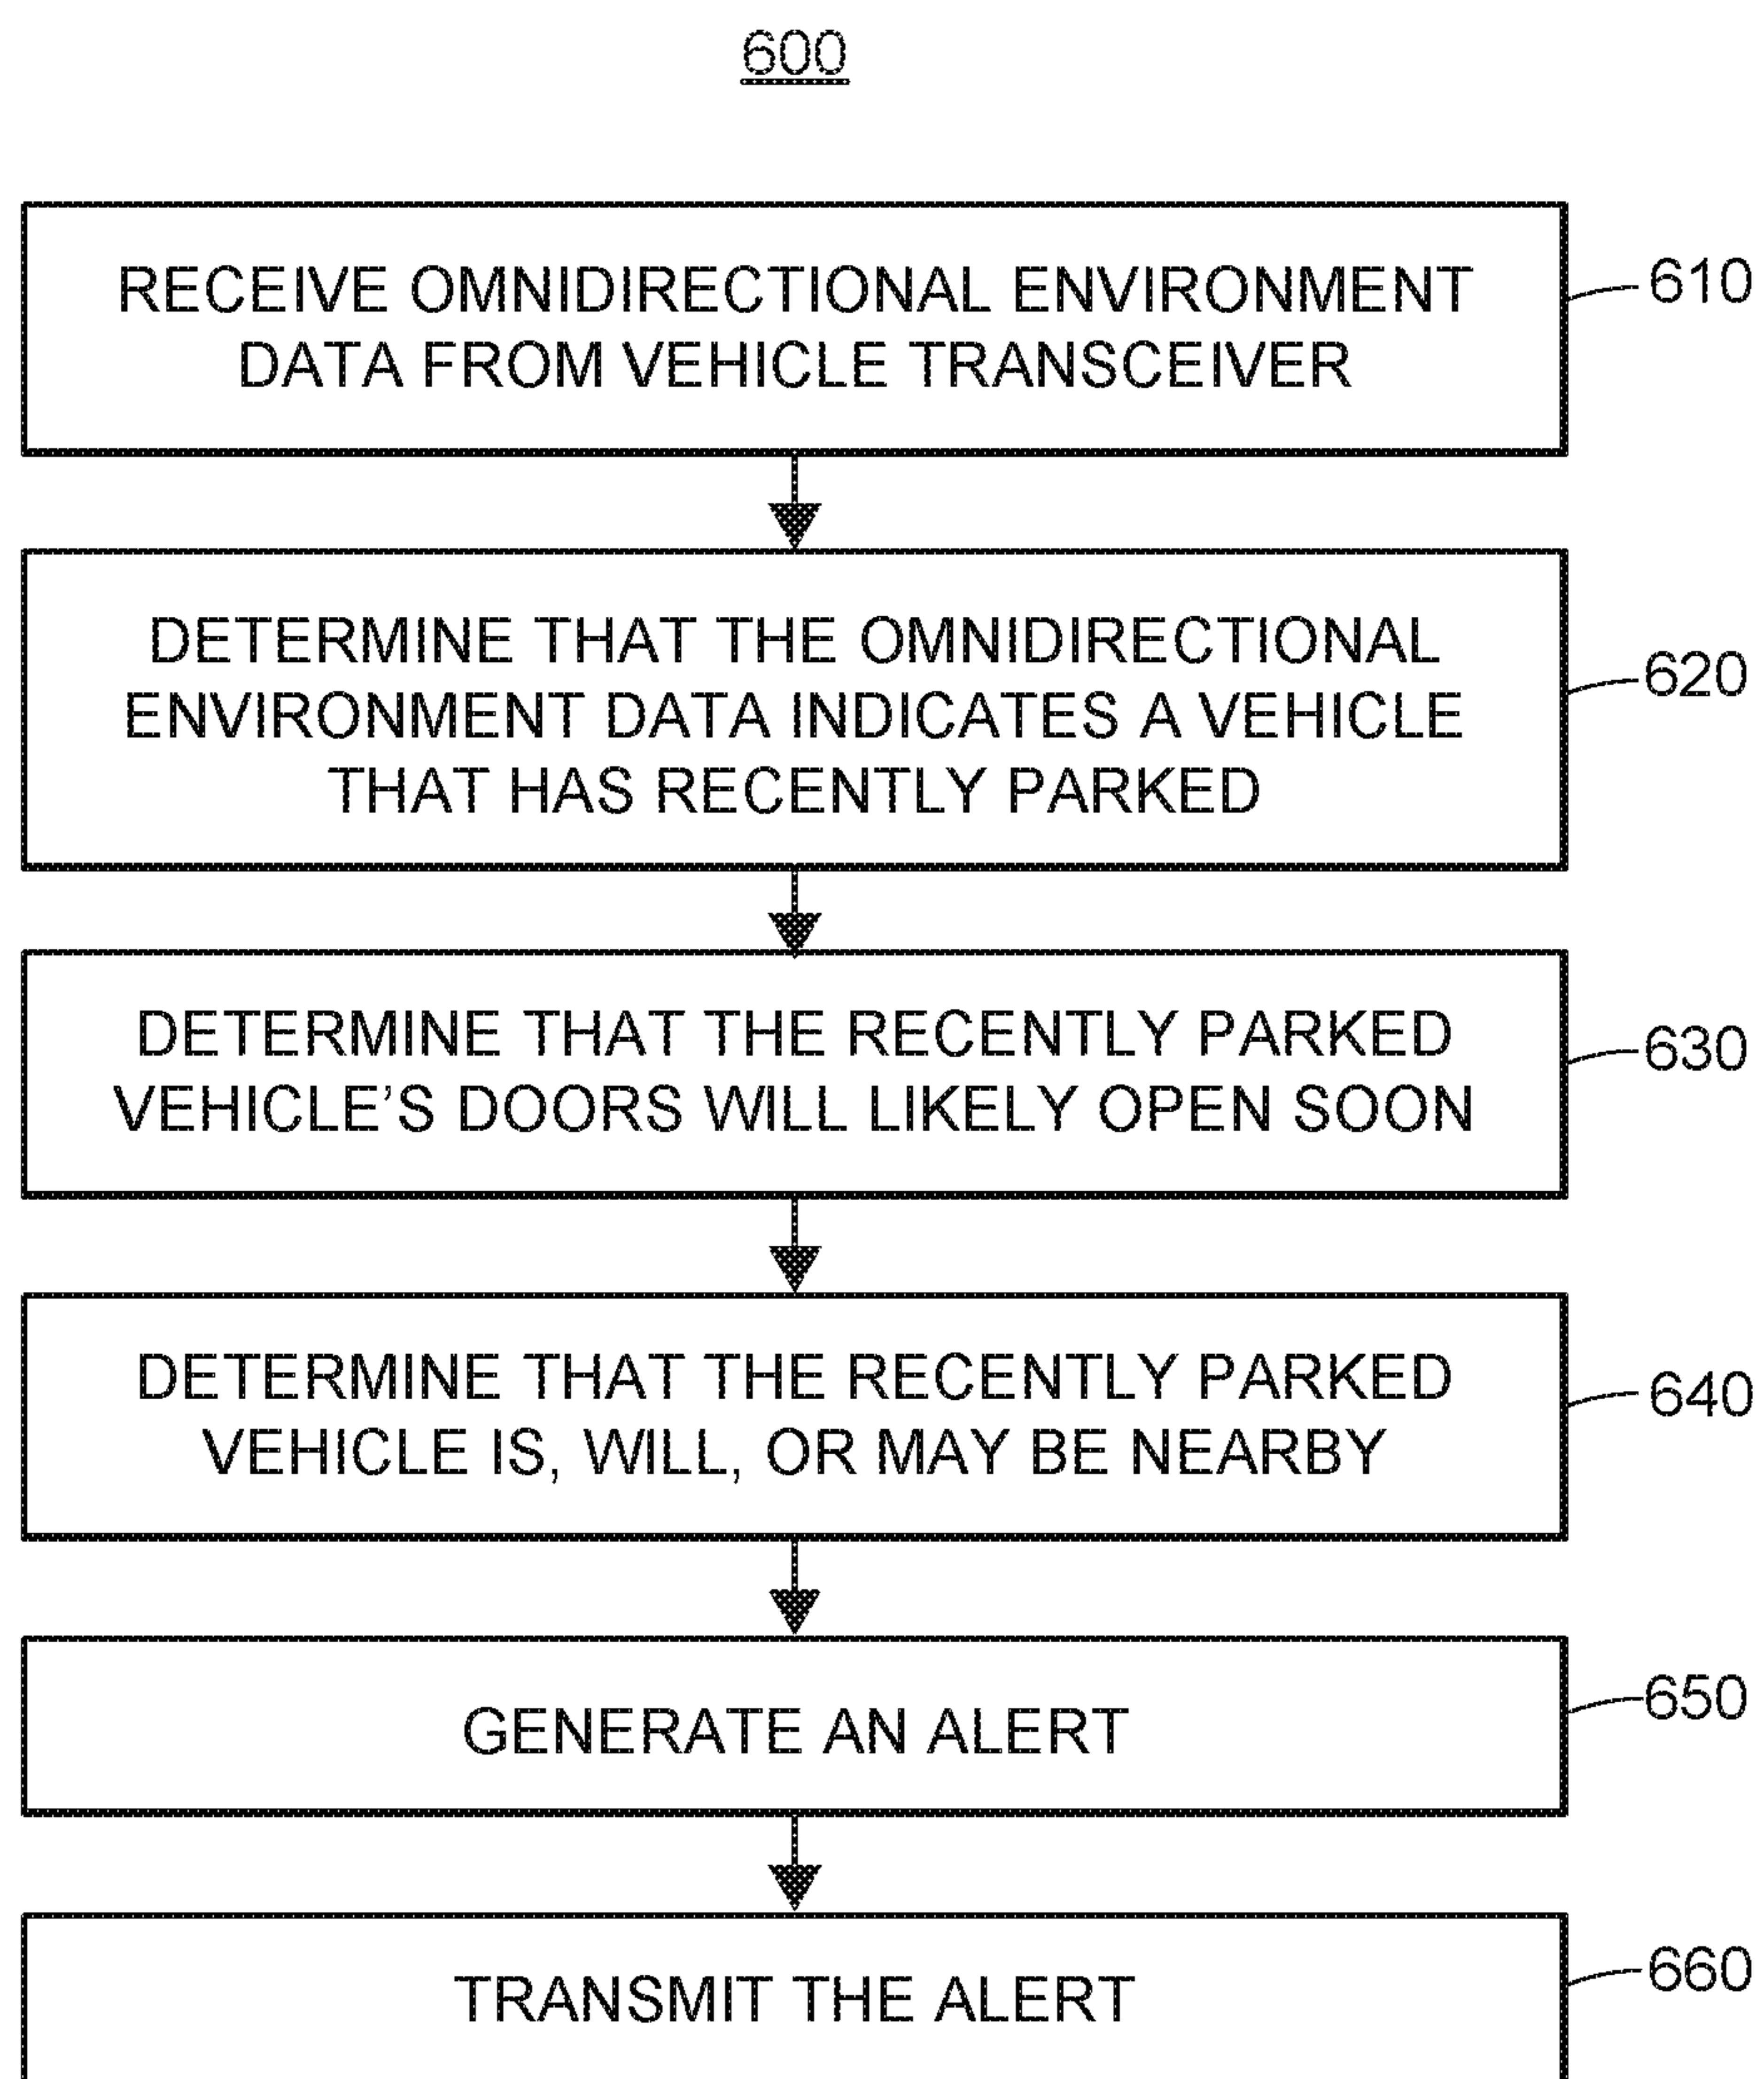 600
RECEIVE OMNIDIRECTIONAL ENVIRONMENT
DATA FROM VEHICLE TRANSCEIVER
610
DETERMINE THAT THE OMNIDIRECTIONAL
ENVIRONMENT DATA INDICATES A VEHICLE
THAT HAS RECENTLY PARKED
620
DETERMINE THAT THE RECENTLY PARKED
VEHICLE'S DOORS WILL LIKELY OPEN SOON
630
DETERMINE THAT THE RECENTLY PARKED
VEHICLE IS, WILL, OR MAY BE NEARBY
640
GENERATE AN ALERT
650
TRANSMIT THE ALERT
660